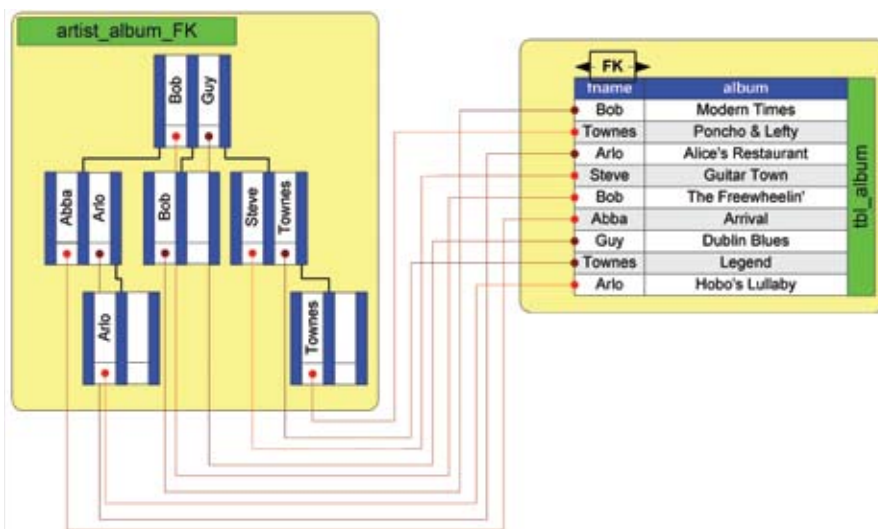 artist_album_FK
Bob
Guy
Abba
Arlo
Bob
Steve
Townes
Arlo
Townes
FK
fname album
Bob Modern Times
Townes Poncho & Lefty
Arlo Alice's Restaurant
Steve Guitar Town
Bob The Freewheelin'
Abba Arrival
Guy Dublin Blues
Townes Legend
Arlo Hobo's Lullaby
tbl_album